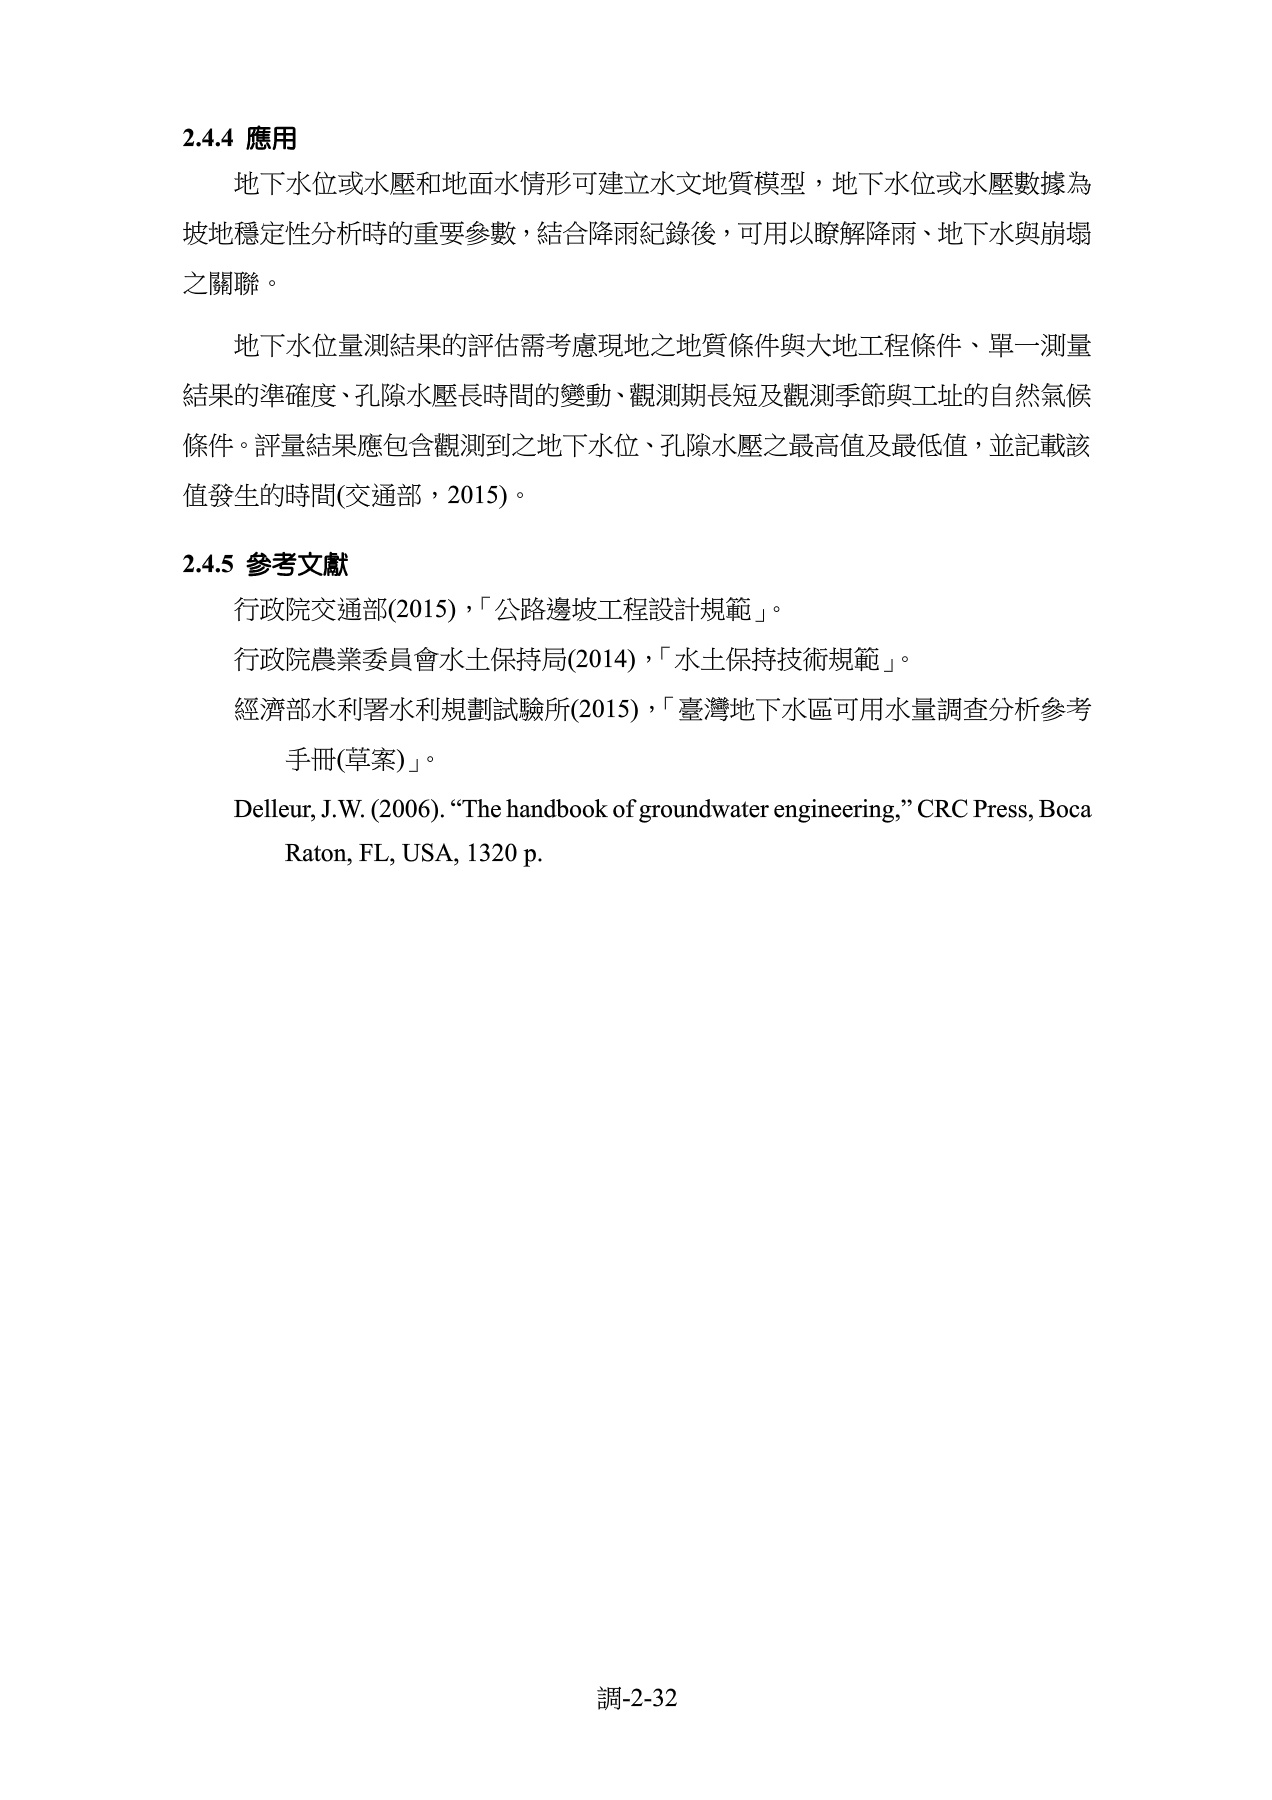 2.4.4 應用
地下水位或水壓和地面水情形可建立水文地質模型，地下水位或水壓數據為
坡地穩定性分析時的重要參數，結合降雨紀錄後，可用以瞭解降雨、地下水與崩塌
之關聯。
地下水位量測結果的評估需考慮現地之地質條件與大地工程條件、單一測量
結果的準確度、孔隙水壓長時間的變動、觀測期長短及觀測季節與工址的自然氣候
條件。評量結果應包含觀測到之地下水位、孔隙水壓之最高值及最低值，並記載該
值發生的時間(交通部，2015)。
2.4.5 參考文獻
行政院交通部(2015)，「公路邊坡工程設計規範」。
行政院農業委員會水土保持局(2014)，「水土保持技術規範」。
經濟部水利署水利規劃試驗所(2015)，「臺灣地下水區可用水量調查分析參考
手冊(草案)」。
Delleur, J.W. (2006). “The handbook of groundwater engineering,” CRC Press, Boca
Raton, FL, USA, 1320 p.
調-2-32